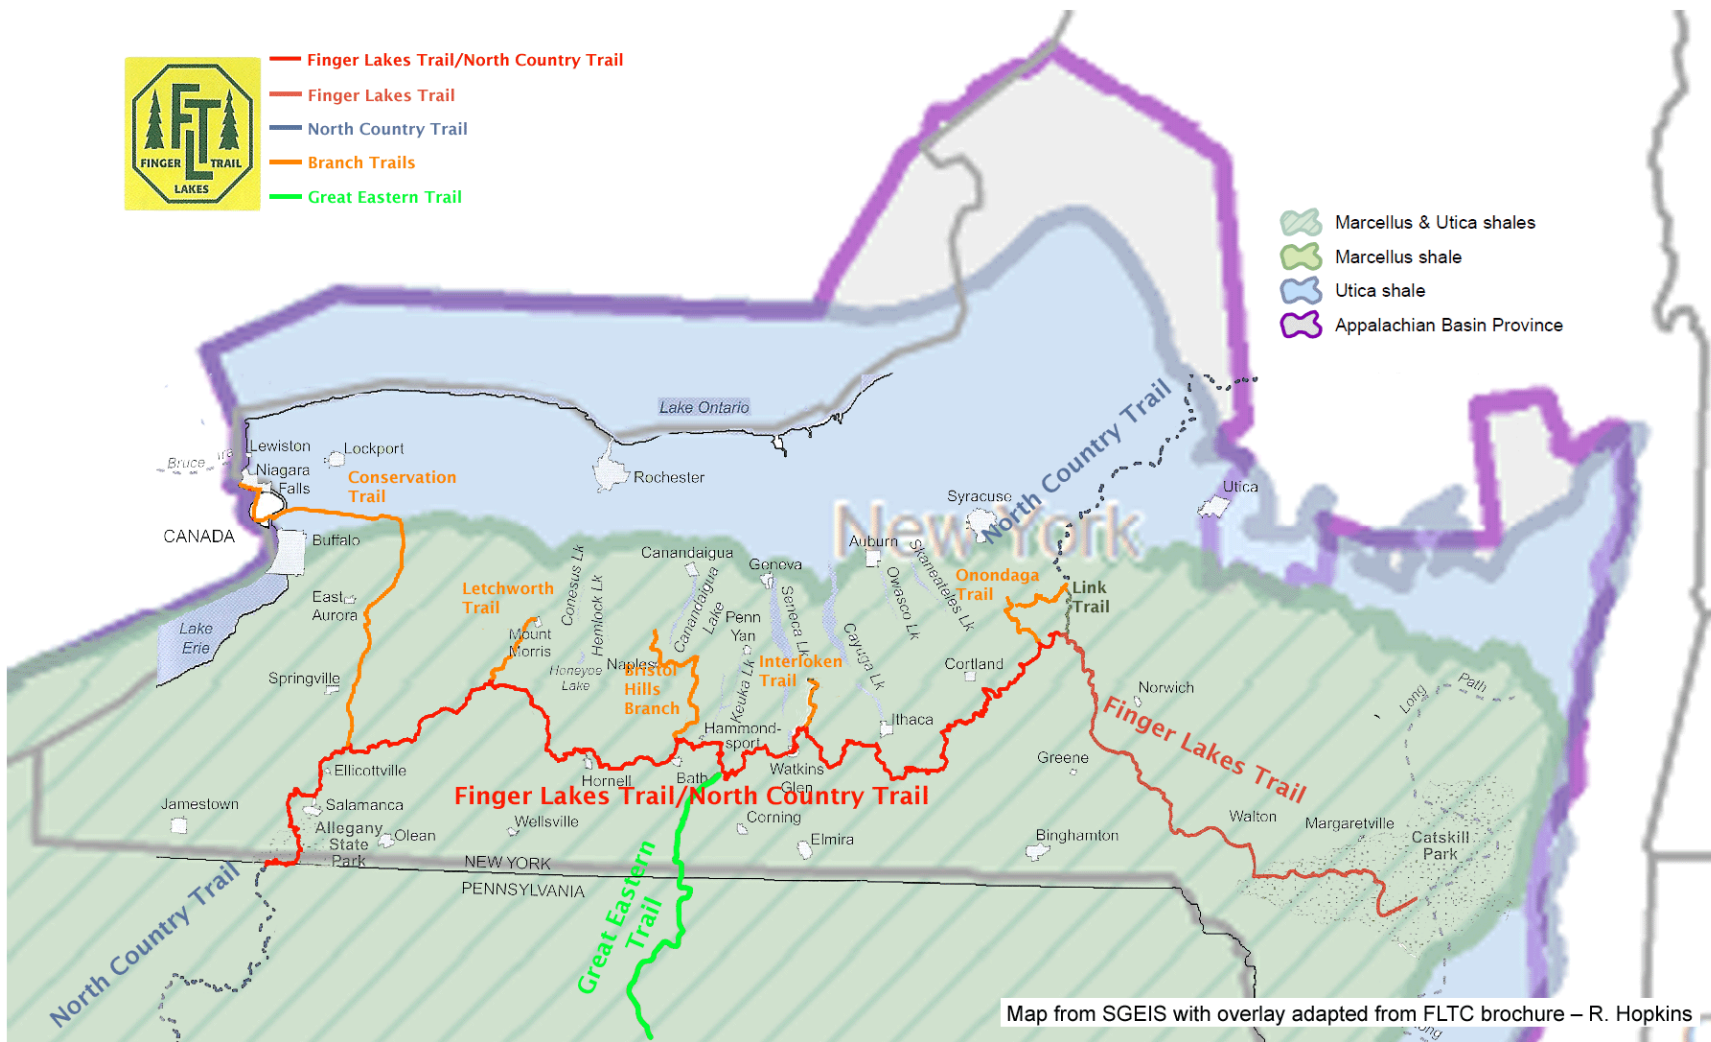 Finger Lakes Trail/North Country Trail
Finger Lakes Trail
North Country Trail
Branch Trails
Great Eastern Trail
FLT
FINGER TRAIL
LAKES
Marcellus & Utica shales
Marcellus shale
Utica shale
Appalachian Basin Province
Lake Ontario
North Country Trail
Lewiston
Lockport
Bruce
Niagara
Falls
Conservation
Trail
Rochester
Utica
Syracuse
New York
CANADA
Buffalo
Auburn
Skaneateles Lk
Canandaigua
Geneva
Conesus Lk
Hemlock Lk
Canandaigua
Lake
Seneca Lk
Owasco Lk
Onondaga
Trail
Link
Trail
Letchworth
Trail
East
Aurora
Penn
Yan
Lake
Erie
Mount
Morris
Cayuga Lk
Honeyoe
Lake
Naples
Bristol
Hills
Branch
Interloken
Trail
Cortland
Springville
Keuka Lk
Norwich
Long
Path
Hammond-
sport
Ithaca
Finger Lakes Trail
Greene
Ellicottville
Hornell
Bath
Watkins
Glen
Finger Lakes Trail/North Country Trail
Jamestown
Salamanca
Allegany
State
Park
Olean
Wellsville
Corning
Elmira
Binghamton
Walton
Margaretville
Catskill
Park
NEW YORK
PENNSYLVANIA
North Country Trail
Great Eastern
Trail
Map from SGEIS with overlay adapted from FLTC brochure – R. Hopkins